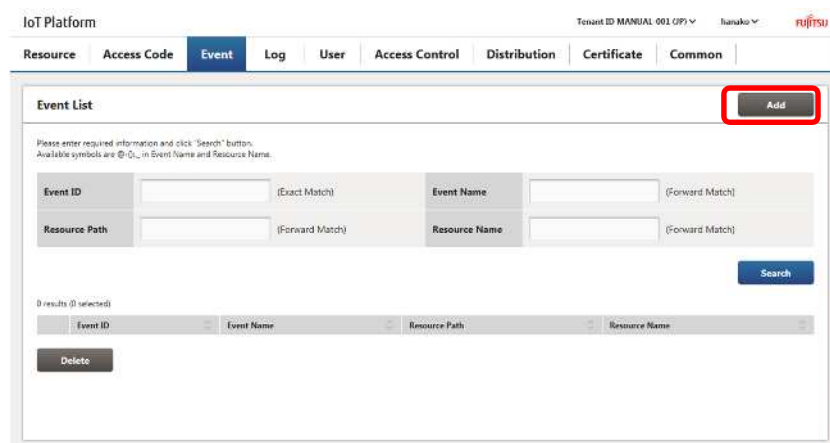 IoT Platform Tenant ID MANUAL-001 (JP) hanako FUJITSU
Resource Access Code Event Log User Access Control Distribution Certificate Common
Event List Add
Please enter required information and click "Search" button.
Available symbols are in Event Name and Resource Name.
Event ID (Exact Match) Event Name (Forward Match)
Resource Path (Forward Match) Resource Name (Forward Match)
Search
0 results (0 selected)
Event ID Event Name Resource Path Resource Name
Delete